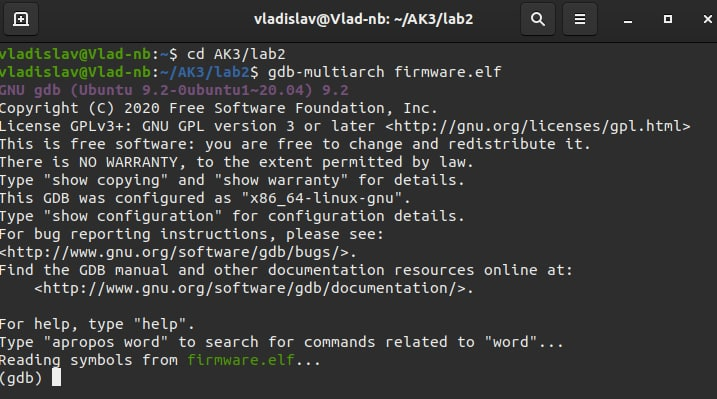 vladislav@Vlad-nb: ~/AK3/lab2
vladislav@Vlad-nb:~$ cd AK3/lab2
vladislav@Vlad-nb:~/AK3/lab2$ gdb-multiarch firmware.elf
GNU gdb (Ubuntu 9.2-0ubuntu1~20.04) 9.2
Copyright (C) 2020 Free Software Foundation, Inc.
License GPLv3+: GNU GPL version 3 or later <http://gnu.org/licenses/gpl.html>
This is free software: you are free to change and redistribute it.
There is NO WARRANTY, to the extent permitted by law.
Type "show copying" and "show warranty" for details.
This GDB was configured as "x86_64-linux-gnu".
Type "show configuration" for configuration details.
For bug reporting instructions, please see:
<http://www.gnu.org/software/gdb/bugs/>.
Find the GDB manual and other documentation resources online at:
    <http://www.gnu.org/software/gdb/documentation/>.
For help, type "help".
Type "apropos word" to search for commands related to "word"...
Reading symbols from firmware.elf...
(gdb)